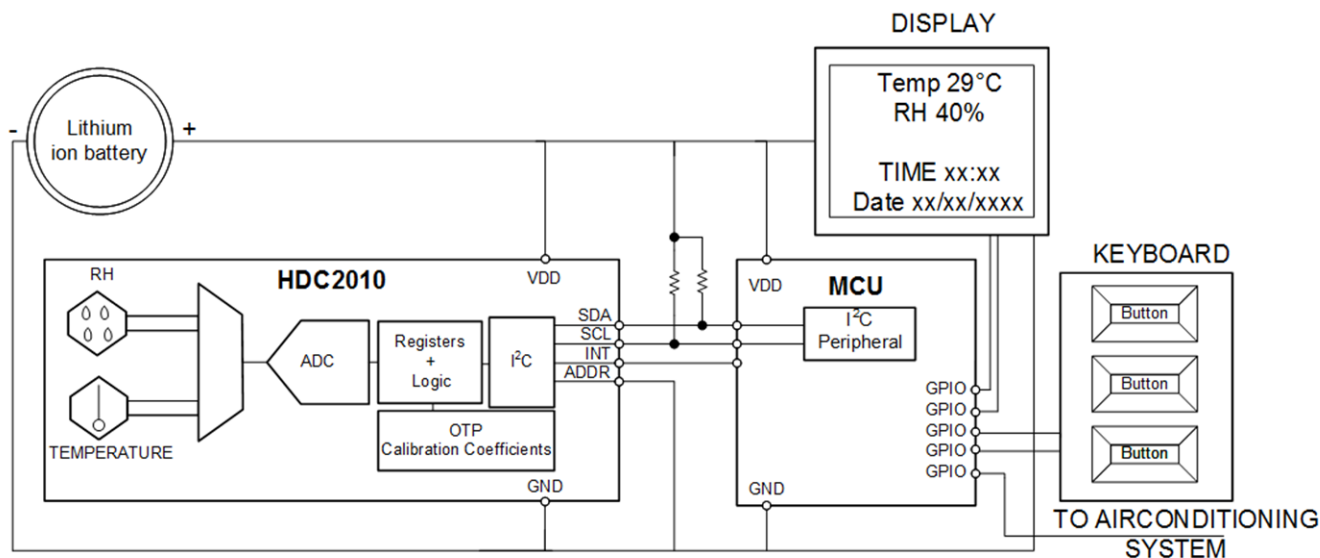 DISPLAY
Temp 29°C
RH 40%
TIME xx:xx
Date xx/xx/xxxx
-
+
Lithium
ion battery
HDC2010
RH
TEMPERATURE
ADC
Registers
+
Logic
I²C
OTP
Calibration Coefficients
VDD
SDA
SCL
INT
ADDR
GND
MCU
VDD
I²C
Peripheral
GPIO
GPIO
GPIO
GPIO
GPIO
GND
KEYBOARD
Button
Button
Button
TO AIRCONDITIONING
SYSTEM